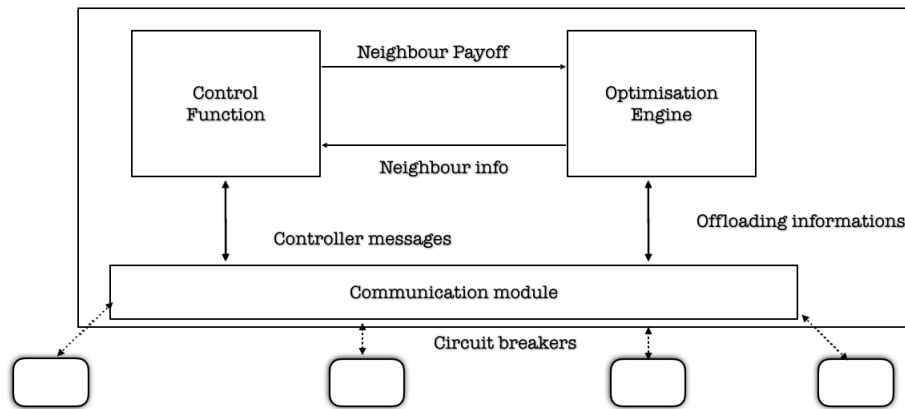 Neighbour Payoff
Control
Function
Optimisation
Engine
Neighbour info
Offloading informations
Controller messages
Communication module
Circuit breakers